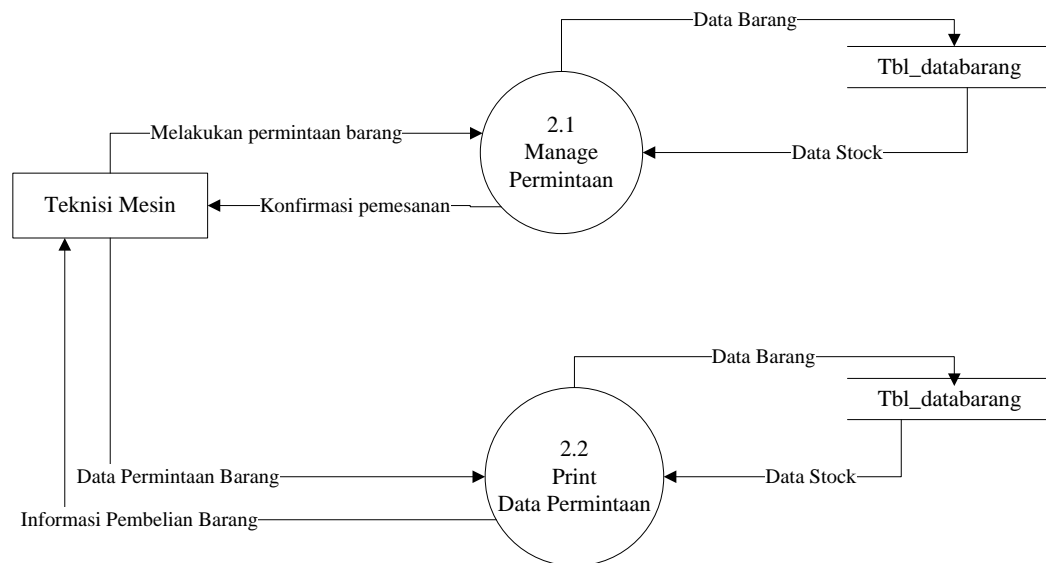 Data Barang
Tbl_databarang
Melakukan permintaan barang
2.1
Manage
Permintaan
Data Stock
Teknisi Mesin
Konfirmasi pemesanan
Data Barang
Tbl_databarang
2.2
Print
Data Permintaan
Data Permintaan Barang
Data Stock
Informasi Pembelian Barang